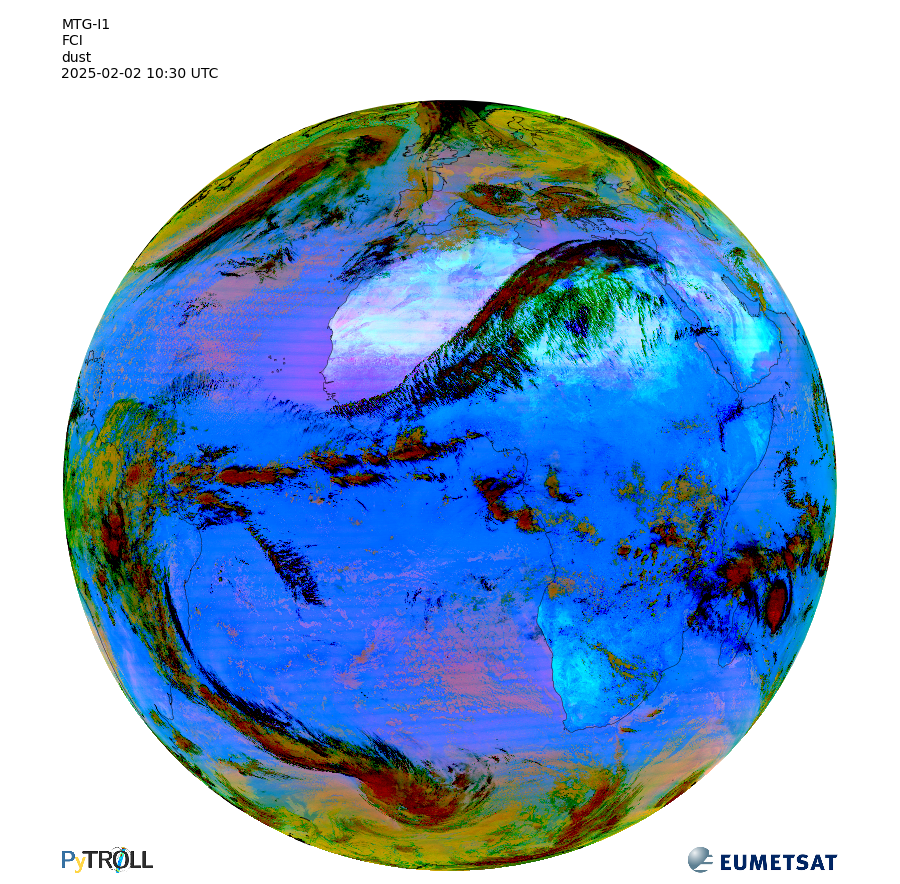 MTG-I1
FCI
dust
2025-02-02 10:30 UTC
PyTROLL
EUMETSAT